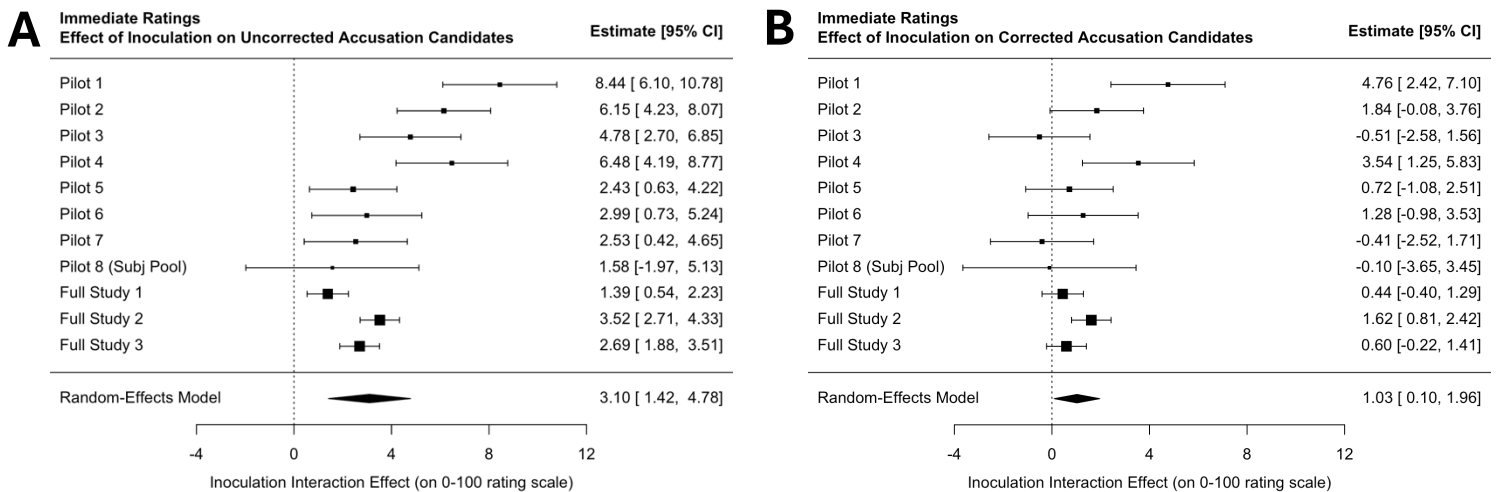 A
Immediate Ratings
Effect of Inoculation on Uncorrected Accusation Candidates
Estimate [95% CI]
Pilot 1 8.44 [ 6.10, 10.78]
Pilot 2 6.15 [ 4.23, 8.07]
Pilot 3 4.78 [ 2.70, 6.85]
Pilot 4 6.48 [ 4.19, 8.77]
Pilot 5 2.43 [ 0.63, 4.22]
Pilot 6 2.99 [ 0.73, 5.24]
Pilot 7 2.53 [ 0.42, 4.65]
Pilot 8 (Subj Pool) 1.58 [-1.97, 5.13]
Full Study 1 1.39 [ 0.54, 2.23]
Full Study 2 3.52 [ 2.71, 4.33]
Full Study 3 2.69 [ 1.88, 3.51]
Random-Effects Model 3.10 [ 1.42, 4.78]
-4 0 4 8 12
Inoculation Interaction Effect (on 0-100 rating scale)
B
Immediate Ratings
Effect of Inoculation on Corrected Accusation Candidates
Estimate [95% CI]
Pilot 1 4.76 [ 2.42, 7.10]
Pilot 2 1.84 [-0.08, 3.76]
Pilot 3 -0.51 [-2.58, 1.56]
Pilot 4 3.54 [ 1.25, 5.83]
Pilot 5 0.72 [-1.08, 2.51]
Pilot 6 1.28 [-0.98, 3.53]
Pilot 7 -0.41 [-2.52, 1.71]
Pilot 8 (Subj Pool) -0.10 [-3.65, 3.45]
Full Study 1 0.44 [-0.40, 1.29]
Full Study 2 1.62 [ 0.81, 2.42]
Full Study 3 0.60 [-0.22, 1.41]
Random-Effects Model 1.03 [ 0.10, 1.96]
-4 0 4 8 12
Inoculation Interaction Effect (on 0-100 rating scale)